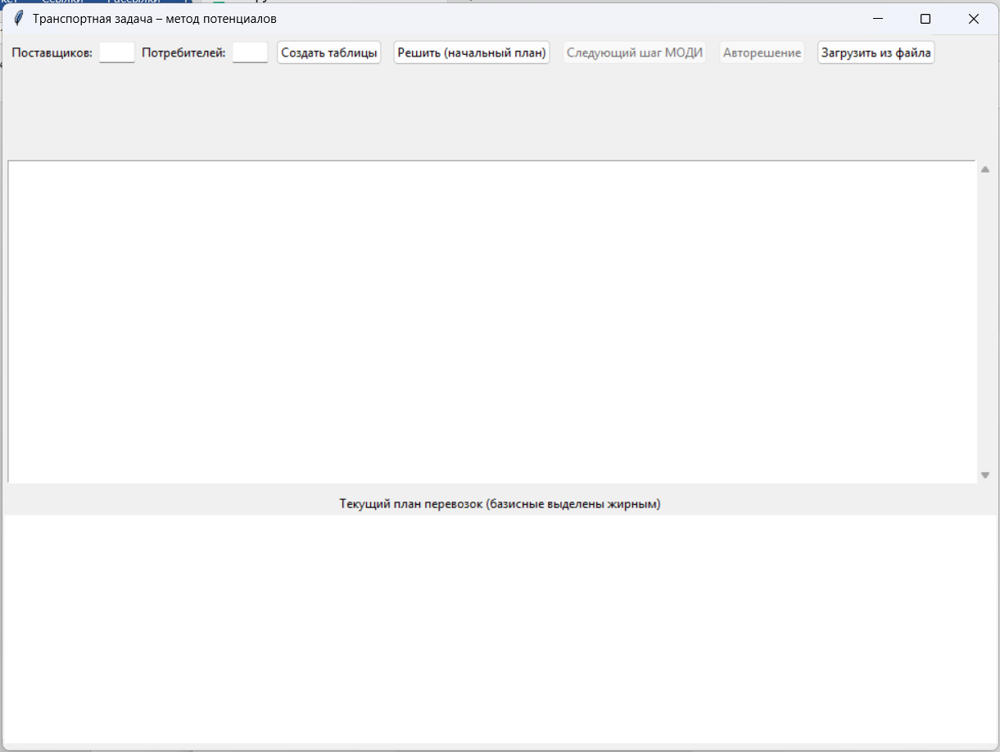 Транспортная задача – метод потенциалов
Поставщиков: Потребителей: Создать таблицы Решить (начальный план) Следующий шаг МОДИ Авторешение Загрузить из файла
Текущий план перевозок (базисные выделены жирным)